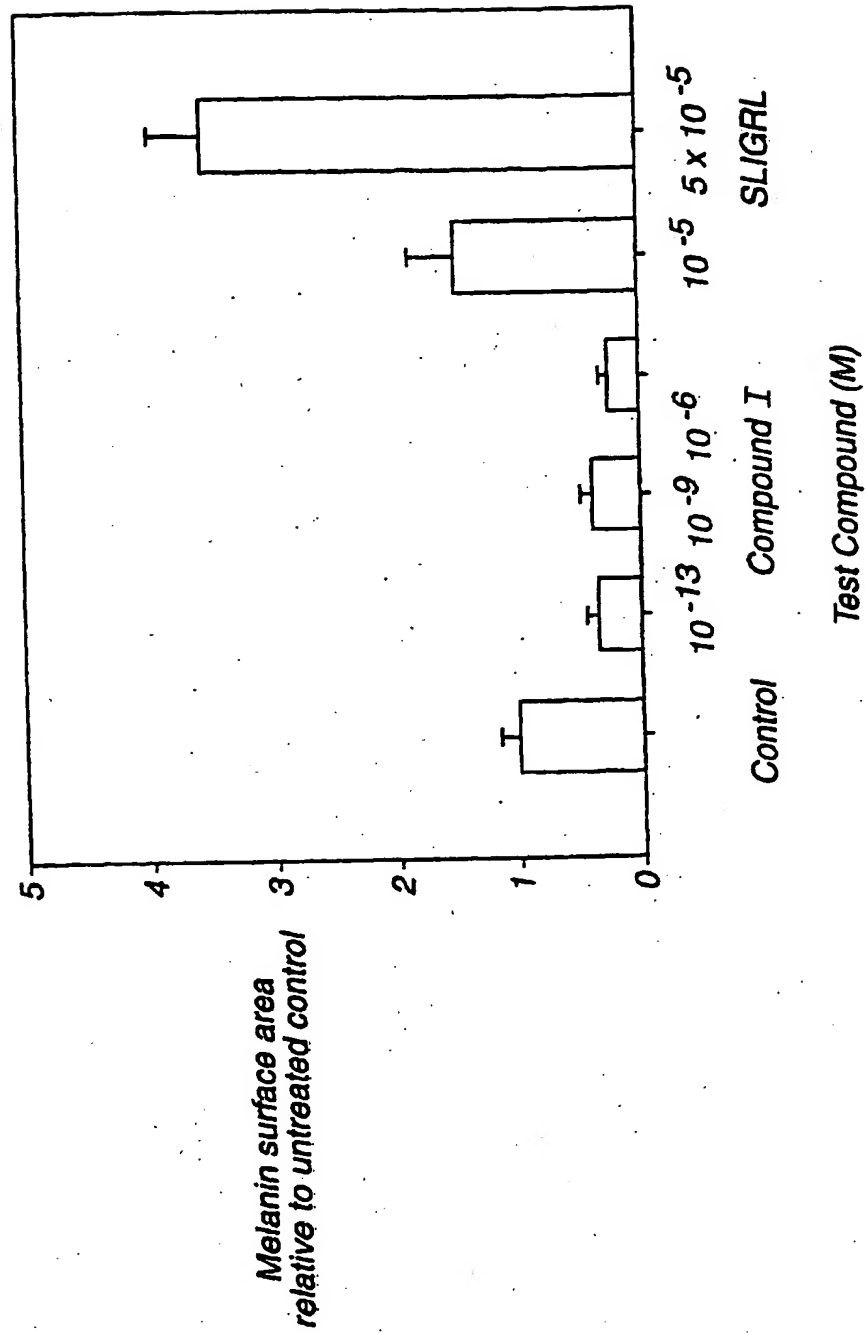 Melanin surface area
relative to untreated control
5
4
3
2
1
0
10-13 10-9 10-6 10-5 5 x 10-5
Control Compound I SLIGRL
Test Compound (M)